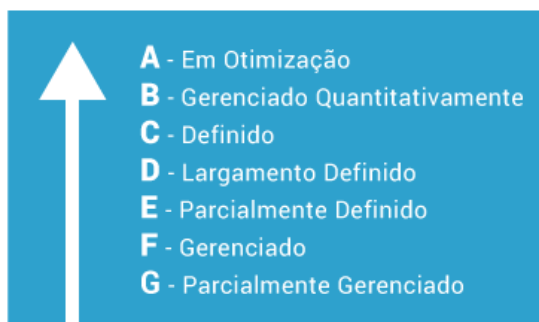 A - Em Otimização
B - Gerenciado Quantitativamente
C - Definido
D - Largamento Definido
E - Parcialmente Definido
F - Gerenciado
G - Parcialmente Gerenciado